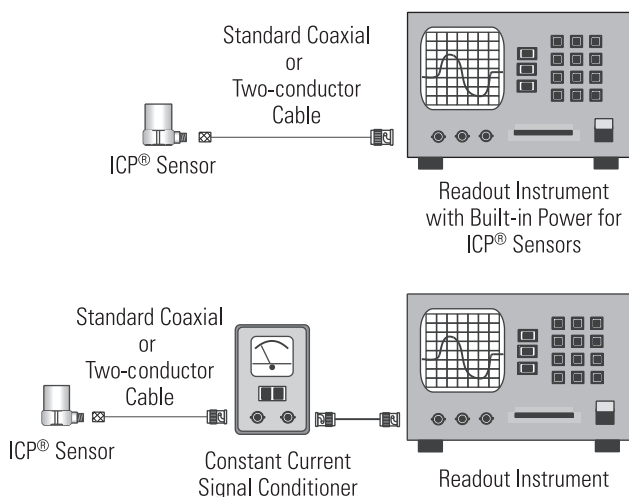 Standard Coaxial
or
Two-conductor
Cable
ICP® Sensor
Readout Instrument
with Built-in Power for
ICP® Sensors
Standard Coaxial
or
Two-conductor
Cable
ICP® Sensor
Constant Current
Signal Conditioner
Readout Instrument